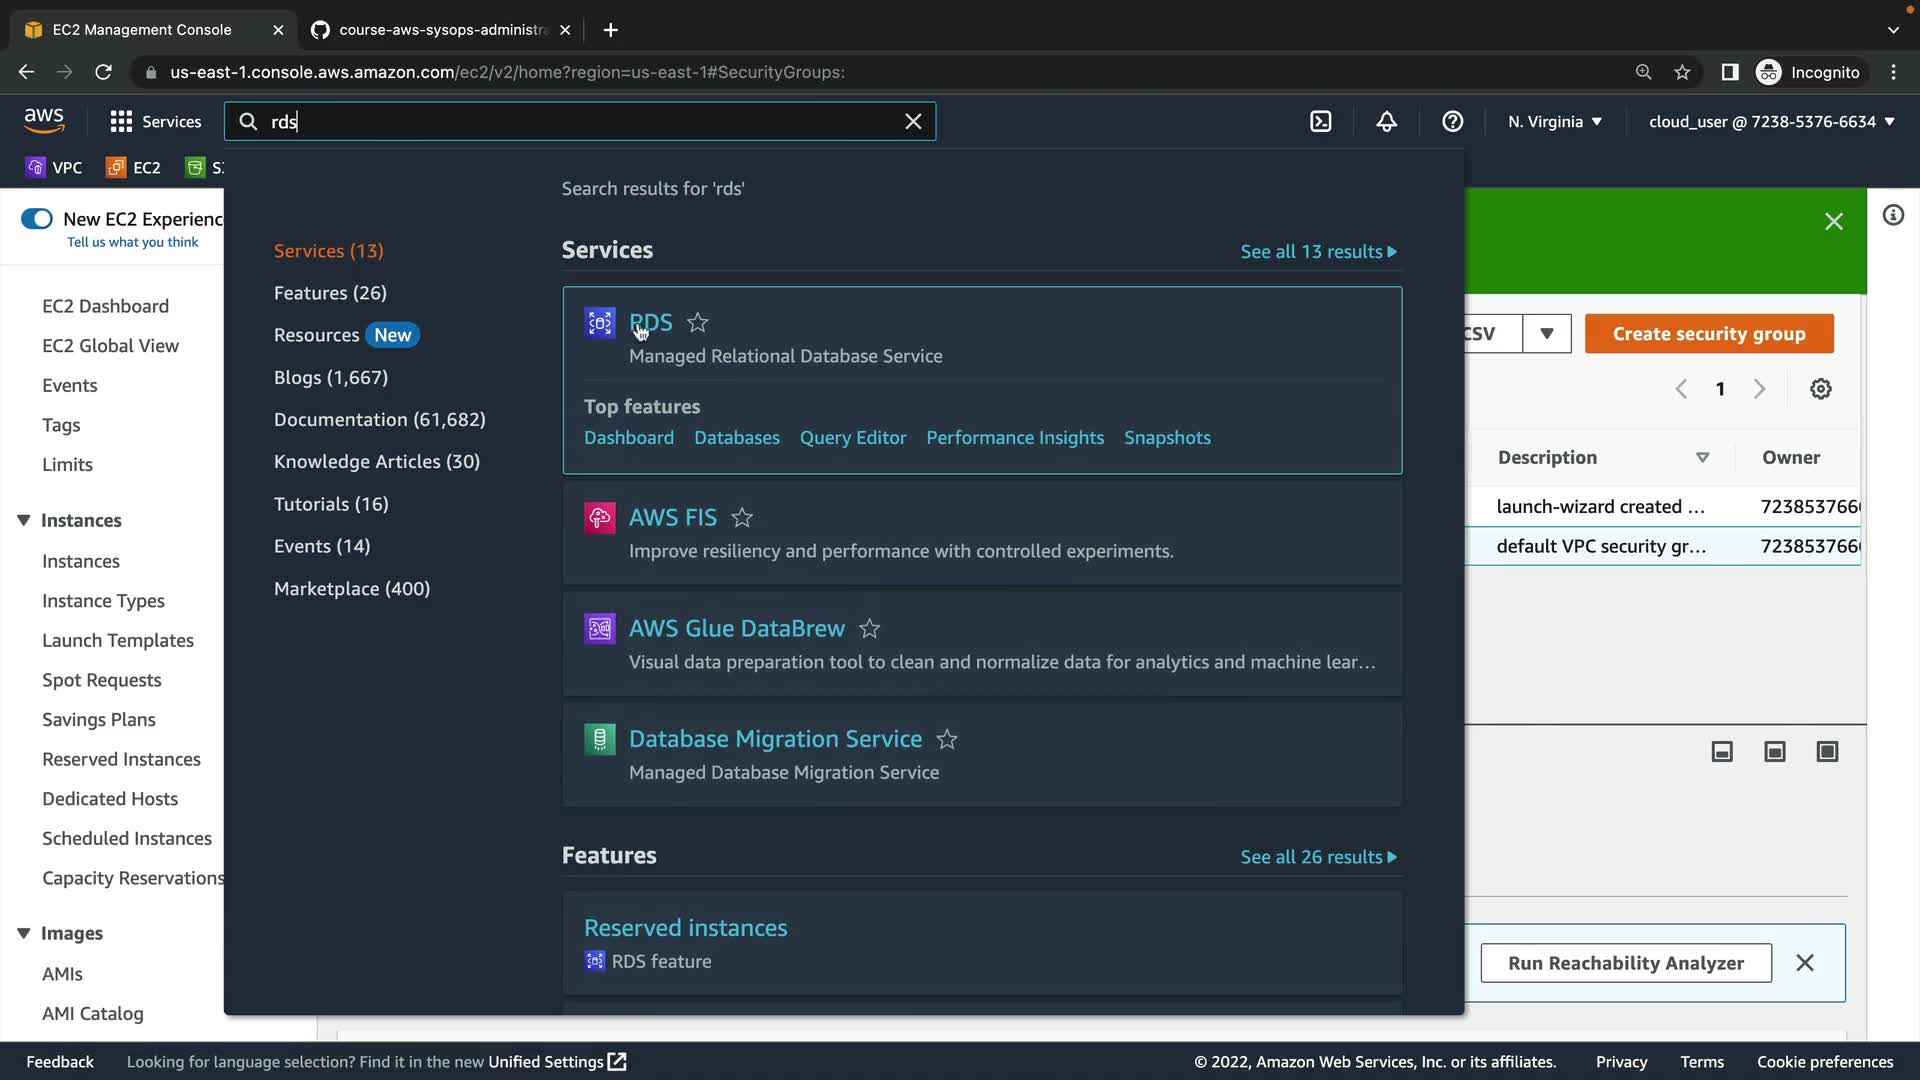 EC2 Management Console
course-aws-sysops-administra
us-east-1.console.aws.amazon.com/ec2/v2/home?region=us-east-1#SecurityGroups:
Incognito
aws
Services
rds
N. Virginia
cloud_user @ 7238-5376-6634
VPC
EC2
New EC2 Experienc
Tell us what you think
EC2 Dashboard
EC2 Global View
Events
Tags
Limits
Instances
Instances
Instance Types
Launch Templates
Spot Requests
Savings Plans
Reserved Instances
Dedicated Hosts
Scheduled Instances
Capacity Reservations
Images
AMIs
AMI Catalog
Search results for 'rds'
Services (13)
Features (26)
Resources New
Blogs (1,667)
Documentation (61,682)
Knowledge Articles (30)
Tutorials (16)
Events (14)
Marketplace (400)
Services
See all 13 results
RDS
Managed Relational Database Service
Top features
Dashboard Databases Query Editor Performance Insights Snapshots
AWS FIS
Improve resiliency and performance with controlled experiments.
AWS Glue DataBrew
Visual data preparation tool to clean and normalize data for analytics and machine lear...
Database Migration Service
Managed Database Migration Service
Features
See all 26 results
Reserved instances
RDS feature
CSV
Create security group
1
Description
Owner
launch-wizard created ...
723853766
default VPC security gr...
723853766
Run Reachability Analyzer
Feedback
Looking for language selection? Find it in the new Unified Settings
© 2022, Amazon Web Services, Inc. or its affiliates.
Privacy
Terms
Cookie preferences